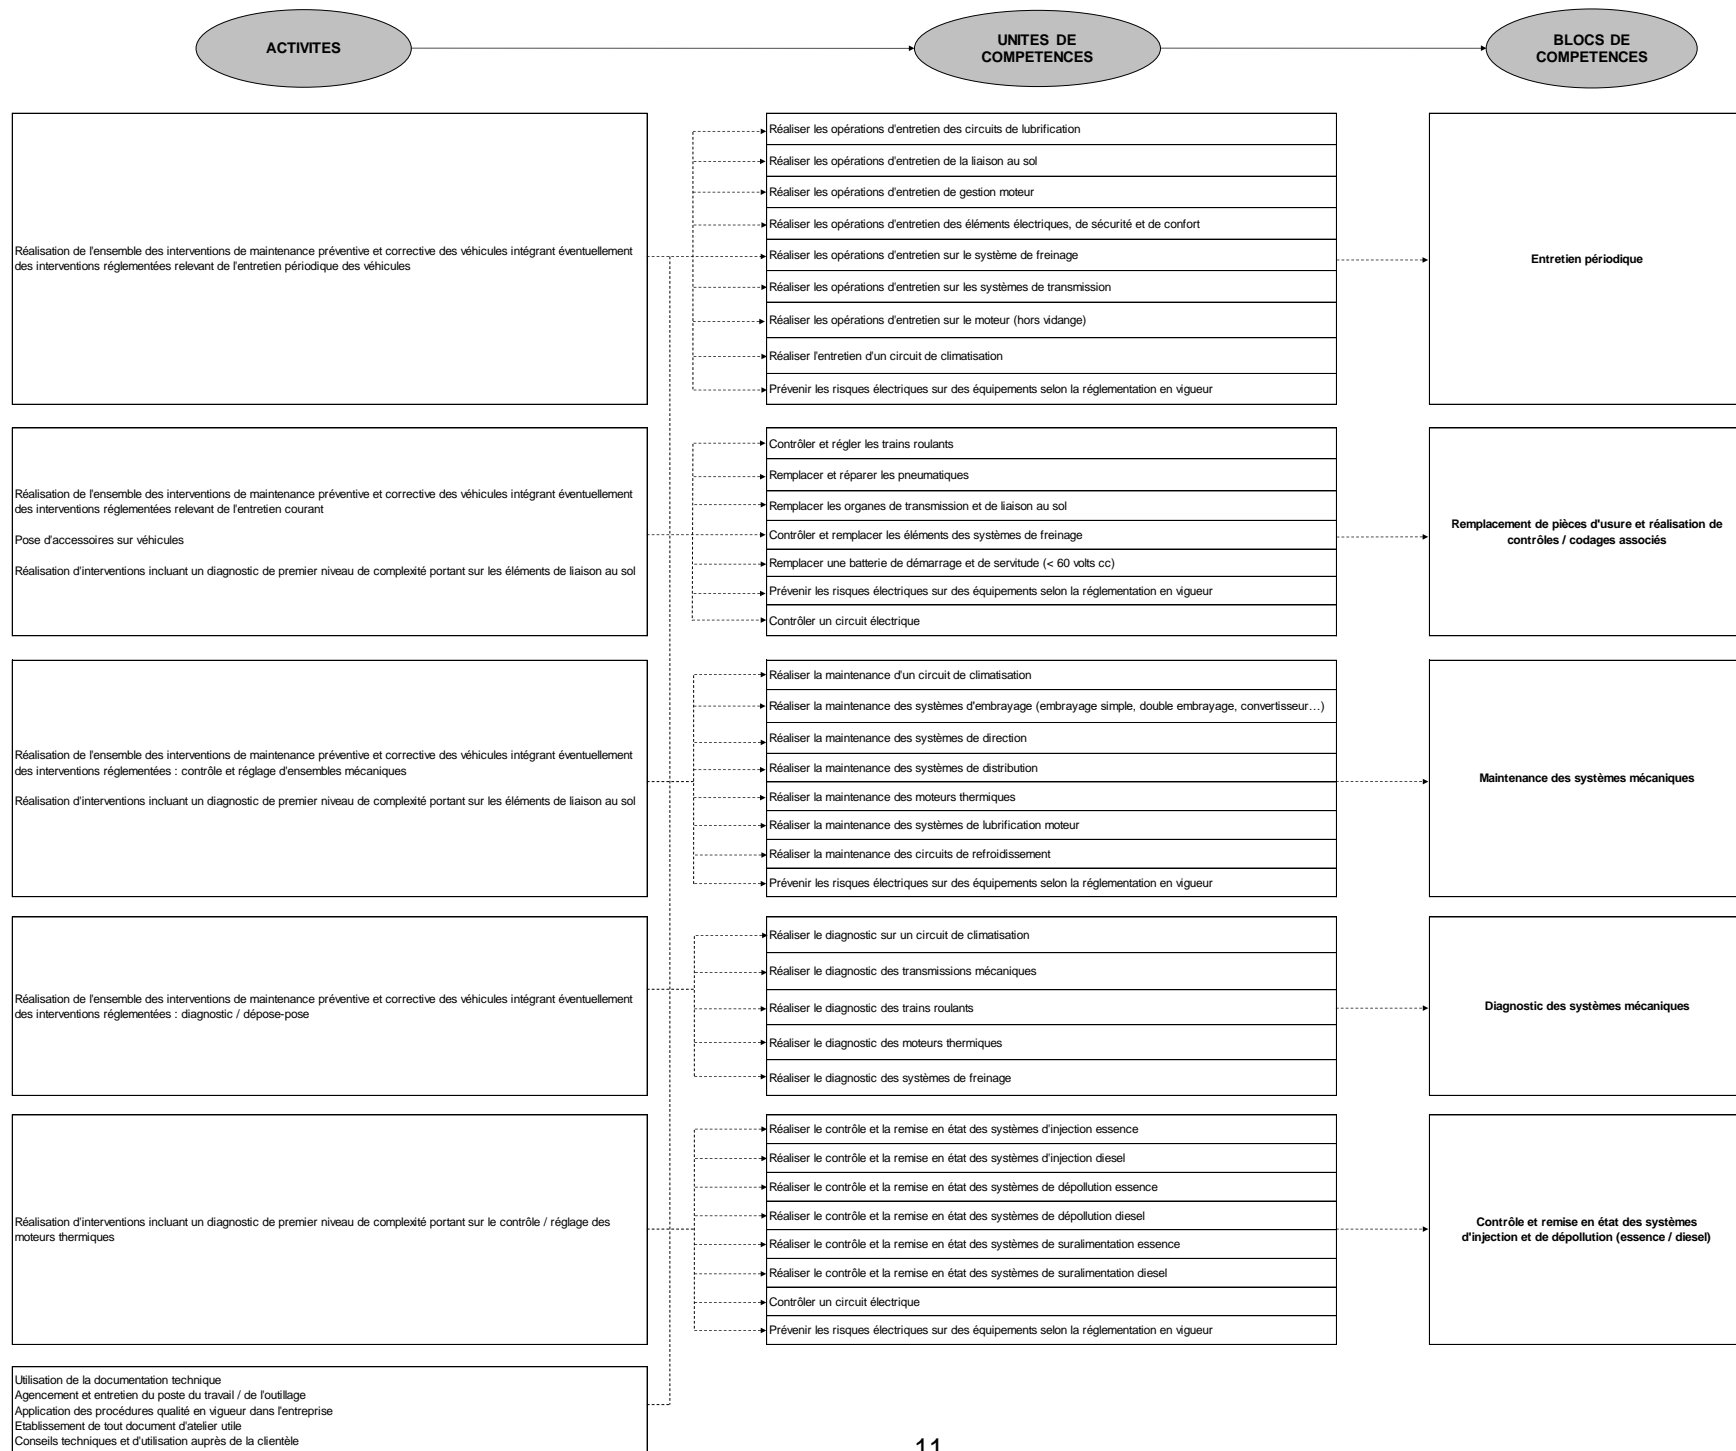 ACTIVITES
UNITES DE
COMPETENCES
BLOCS DE
COMPETENCES
Réalisation de l'ensemble des interventions de maintenance préventive et corrective des véhicules intégrant éventuellement
des interventions réglementées relevant de l'entretien périodique des véhicules
Réaliser les opérations d'entretien des circuits de lubrification
Réaliser les opérations d'entretien de la liaison au sol
Réaliser les opérations d'entretien de gestion moteur
Réaliser les opérations d'entretien des éléments électriques, de sécurité et de confort
Réaliser les opérations d'entretien sur le système de freinage
Réaliser les opérations d'entretien sur les systèmes de transmission
Réaliser les opérations d'entretien sur le moteur (hors vidange)
Réaliser l'entretien d'un circuit de climatisation
Prévenir les risques électriques sur des équipements selon la réglementation en vigueur
Entretien périodique
Réalisation de l'ensemble des interventions de maintenance préventive et corrective des véhicules intégrant éventuellement
des interventions réglementées relevant de l'entretien courant
Pose d'accessoires sur véhicules
Réalisation d'interventions incluant un diagnostic de premier niveau de complexité portant sur les éléments de liaison au sol
Contrôler et régler les trains roulants
Remplacer et réparer les pneumatiques
Remplacer les organes de transmission et de liaison au sol
Contrôler et remplacer les éléments des systèmes de freinage
Remplacer une batterie de démarrage et de servitude (< 60 volts cc)
Prévenir les risques électriques sur des équipements selon la réglementation en vigueur
Contrôler un circuit électrique
Remplacement de pièces d'usure et réalisation de
contrôles / codages associés
Réalisation de l'ensemble des interventions de maintenance préventive et corrective des véhicules intégrant éventuellement
des interventions réglementées : contrôle et réglage d'ensembles mécaniques
Réalisation d'interventions incluant un diagnostic de premier niveau de complexité portant sur les éléments de liaison au sol
Réaliser la maintenance d'un circuit de climatisation
Réaliser la maintenance des systèmes d'embrayage (embrayage simple, double embrayage, convertisseur…)
Réaliser la maintenance des systèmes de direction
Réaliser la maintenance des systèmes de distribution
Réaliser la maintenance des moteurs thermiques
Réaliser la maintenance des systèmes de lubrification moteur
Réaliser la maintenance des circuits de refroidissement
Prévenir les risques électriques sur des équipements selon la réglementation en vigueur
Maintenance des systèmes mécaniques
Réalisation de l'ensemble des interventions de maintenance préventive et corrective des véhicules intégrant éventuellement
des interventions réglementées : diagnostic / dépose-pose
Réaliser le diagnostic sur un circuit de climatisation
Réaliser le diagnostic des transmissions mécaniques
Réaliser le diagnostic des trains roulants
Réaliser le diagnostic des moteurs thermiques
Réaliser le diagnostic des systèmes de freinage
Diagnostic des systèmes mécaniques
Réalisation d'interventions incluant un diagnostic de premier niveau de complexité portant sur le contrôle / réglage des
moteurs thermiques
Réaliser le contrôle et la remise en état des systèmes d'injection essence
Réaliser le contrôle et la remise en état des systèmes d'injection diesel
Réaliser le contrôle et la remise en état des systèmes de dépollution essence
Réaliser le contrôle et la remise en état des systèmes de dépollution diesel
Réaliser le contrôle et la remise en état des systèmes de suralimentation essence
Réaliser le contrôle et la remise en état des systèmes de suralimentation diesel
Contrôler un circuit électrique
Prévenir les risques électriques sur des équipements selon la réglementation en vigueur
Contrôle et remise en état des systèmes
d'injection et de dépollution (essence / diesel)
Utilisation de la documentation technique
Agencement et entretien du poste du travail / de l'outillage
Application des procédures qualité en vigueur dans l'entreprise
Etablissement de tout document d'atelier utile
Conseils techniques et d'utilisation auprès de la clientèle
11